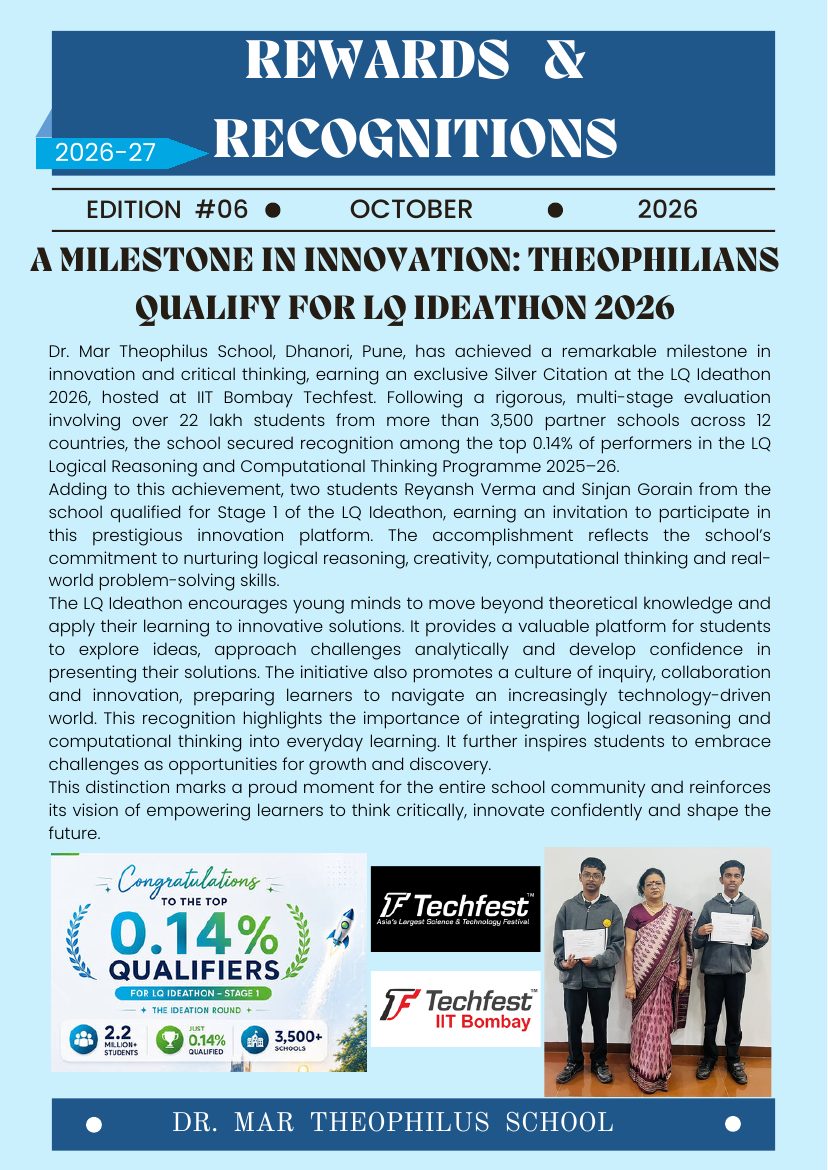 REWARDS &
RECOGNITIONS
2026-27
EDITION #06 ● OCTOBER ● 2026
A MILESTONE IN INNOVATION: THEOPHILIANS
QUALIFY FOR LQ IDEATHON 2026
Dr. Mar Theophilus School, Dhanori, Pune, has achieved a remarkable milestone in
innovation and critical thinking, earning an exclusive Silver Citation at the LQ Ideathon
2026, hosted at IIT Bombay Techfest. Following a rigorous, multi-stage evaluation
involving over 22 lakh students from more than 3,500 partner schools across 12
countries, the school secured recognition among the top 0.14% of performers in the LQ
Logical Reasoning and Computational Thinking Programme 2025–26.
Adding to this achievement, two students Reyansh Verma and Sinjan Gorain from the
school qualified for Stage 1 of the LQ Ideathon, earning an invitation to participate in
this prestigious innovation platform. The accomplishment reflects the school's
commitment to nurturing logical reasoning, creativity, computational thinking and real-
world problem-solving skills.
The LQ Ideathon encourages young minds to move beyond theoretical knowledge and
apply their learning to innovative solutions. It provides a valuable platform for students
to explore ideas, approach challenges analytically and develop confidence in
presenting their solutions. The initiative also promotes a culture of inquiry, collaboration
and innovation, preparing learners to navigate an increasingly technology-driven
world. This recognition highlights the importance of integrating logical reasoning and
computational thinking into everyday learning. It further inspires students to embrace
challenges as opportunities for growth and discovery.
This distinction marks a proud moment for the entire school community and reinforces
its vision of empowering learners to think critically, innovate confidently and shape the
future.
Congratulations
TO THE TOP
0.14%
QUALIFIERS
FOR LQ IDEATHON – STAGE 1
THE IDEATION ROUND
2.2
MILLION+
STUDENTS
JUST
0.14%
QUALIFIED
3,500+
SCHOOLS
Techfest™
Asia's Largest Science & Technology Festival
Techfest™
IIT Bombay
DR. MAR THEOPHILUS SCHOOL